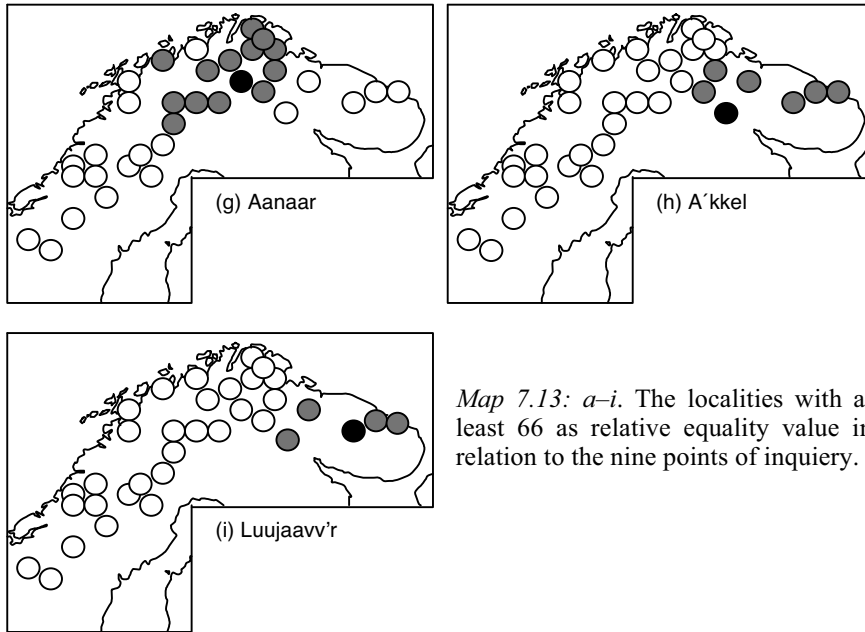 (g) Aanaar
(h) A´kkel
(i) Luujaavv'r
Map 7.13: a–i. The localities with a
least 66 as relative equality value in
relation to the nine points of inquiery.